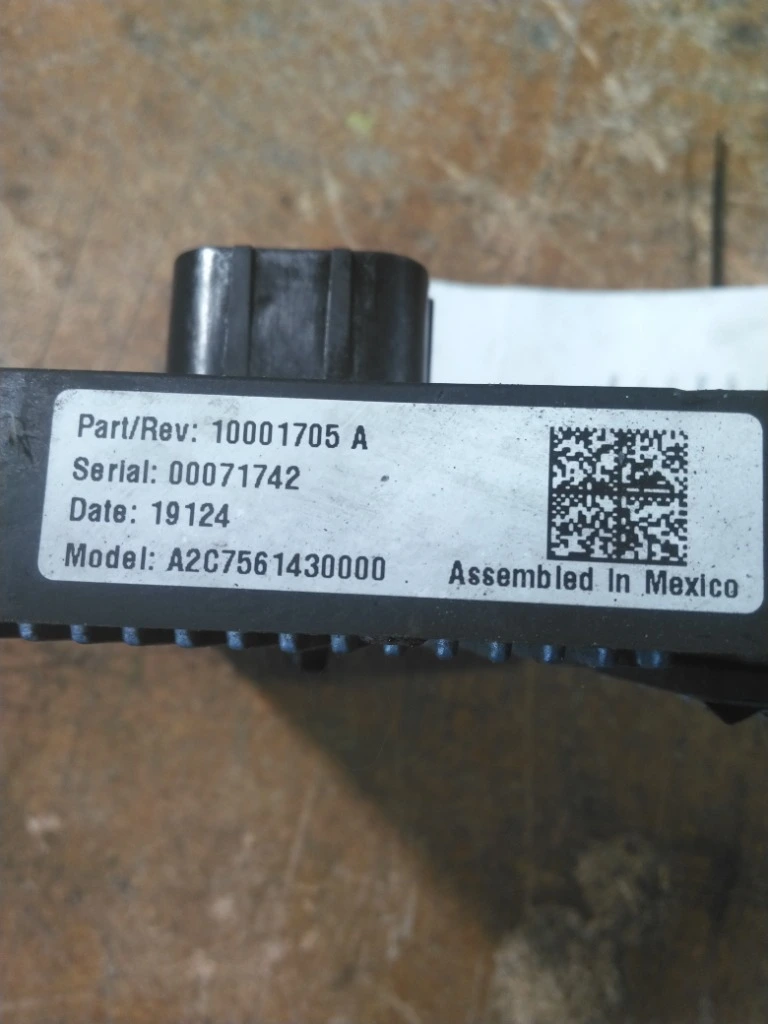 Part/Rev: 10001705 A
Serial: 00071742
Date: 19124
Model: A2C7561430000
Assembled In Mexico